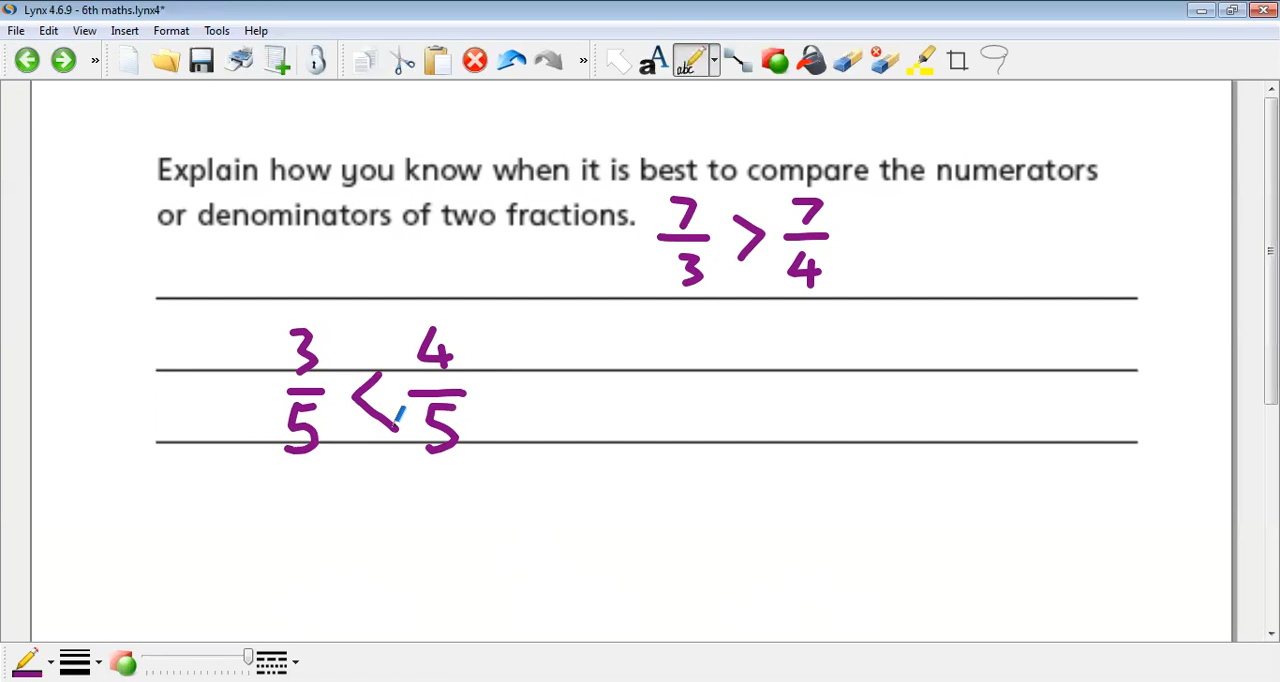 Lynx 4.6.9 - 6th maths.lynx4*
File Edit View Insert Format Tools Help
abc
Explain how you know when it is best to compare the numerators
or denominators of two fractions.
7/3 > 7/4
3/5 < 4/5